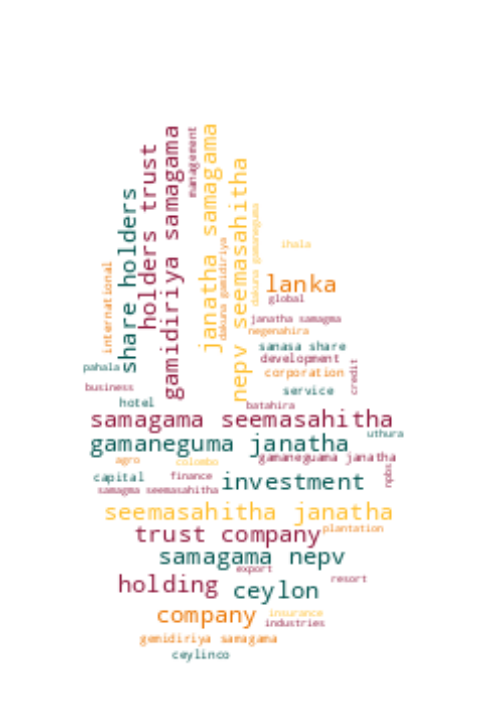 share holders
holders trust
gamidiriya samagama
management
janatha samagama
dakuna gamidiriya
nepv seemasahitha
dakuna gamaneguma
international
ihala
lanka
global
janatha samagma
negenahira
sanasa share
development
pahala
corporation
credit
business
service
hotel
batahira
samagama seemasahitha
uthura
gamaneguma janatha
agro
colombo
gamaneguama janatha
capital
finance
investment
npbs
samagma seemasahitha
seemasahitha janatha
trust company
plantation
samagama nepv
export
resort
holding
ceylon
company
insurance
industries
gemidiriya samagama
ceylinco